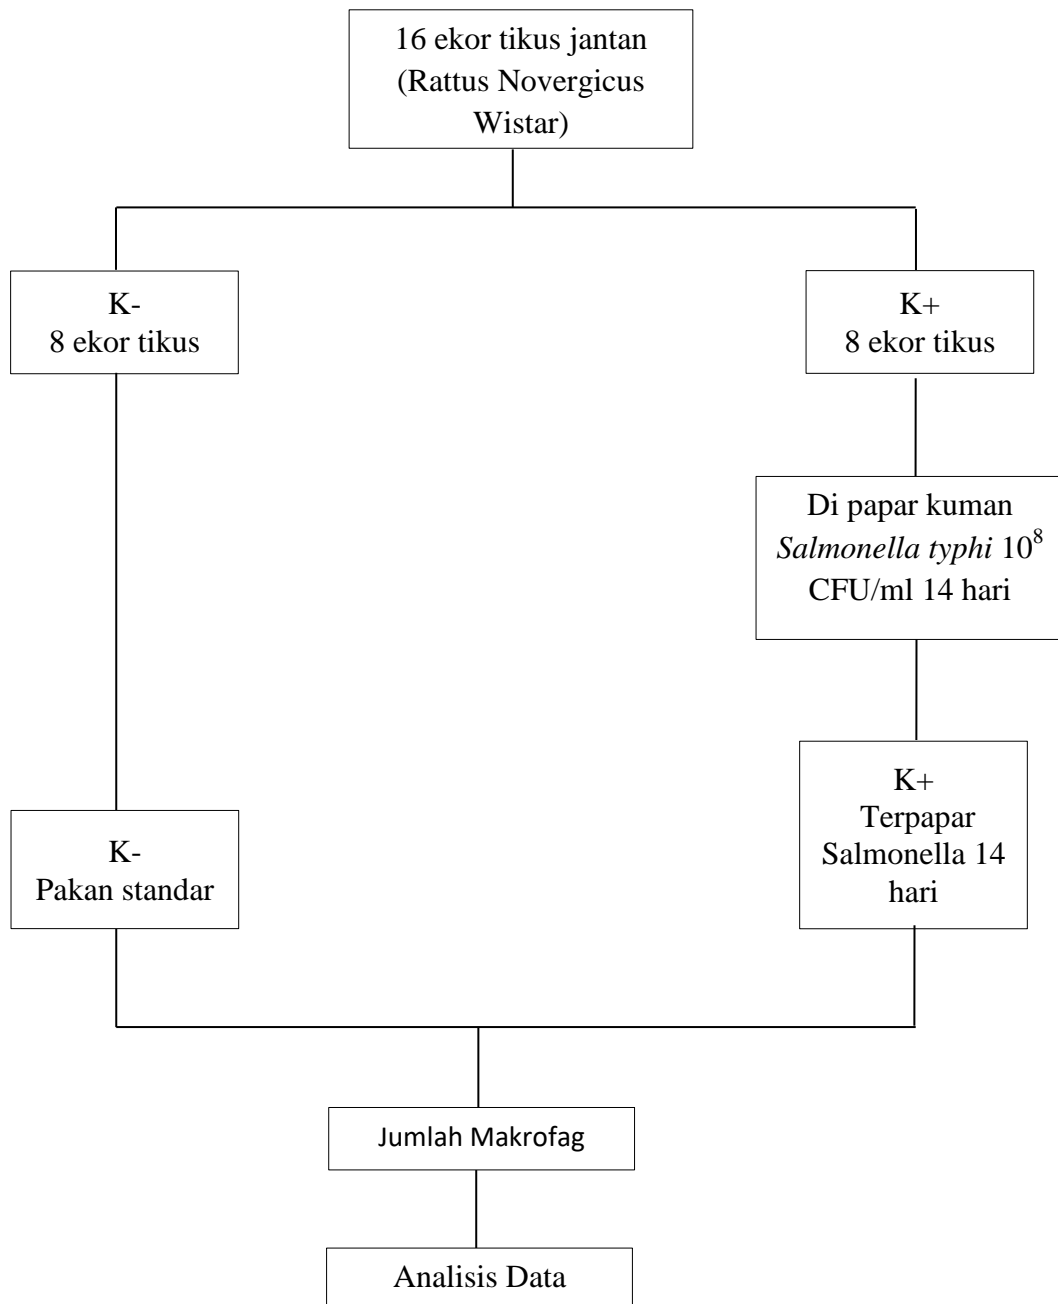 16 ekor tikus jantan
(Rattus Novergicus
Wistar)
K-
8 ekor tikus
K+
8 ekor tikus
Di papar kuman
Salmonella typhi 10⁸
CFU/ml 14 hari
K-
Pakan standar
K+
Terpapar
Salmonella 14
hari
Jumlah Makrofag
Analisis Data